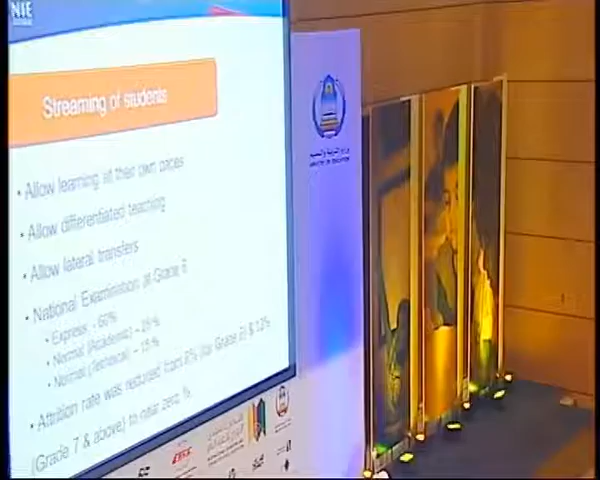 NIE
Streaming of students
• Allow learning at their own paces
• Allow differentiated teaching
• Allow lateral transfers
• National Examination at Grade 6
• Express - 60%
• Normal (Academic) ~ 25%
• Normal (Technical) ~ 15%
• Attrition rate was reduced from 8% (for Grade 6) & 12%
(Grade 7 & above) to near zero %.